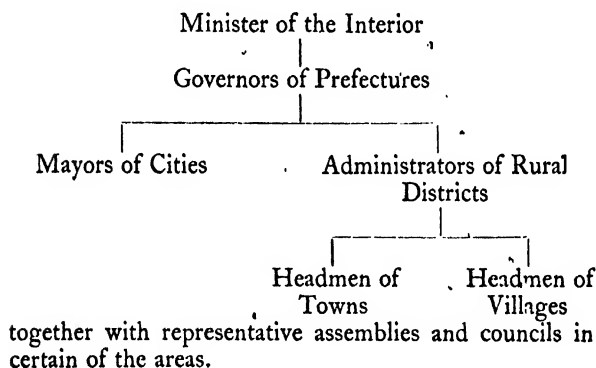 Minister of the Interior
Governors of Prefectures
Mayors of Cities
Administrators of Rural
Districts
Headmen of
Towns
Headmen of
Villages
together with representative assemblies and councils in
certain of the areas.